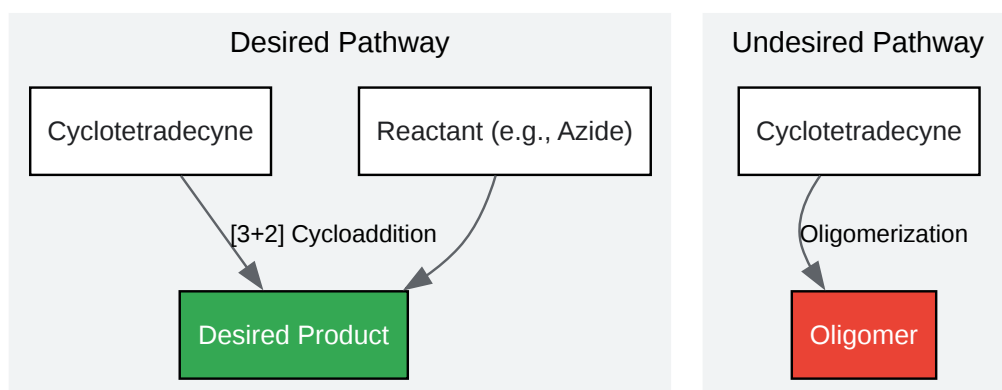 Desired Pathway
Cyclotetradecyne
Reactant (e.g., Azide)
[3+2] Cycloaddition
Desired Product
Undesired Pathway
Cyclotetradecyne
Oligomerization
Oligomer